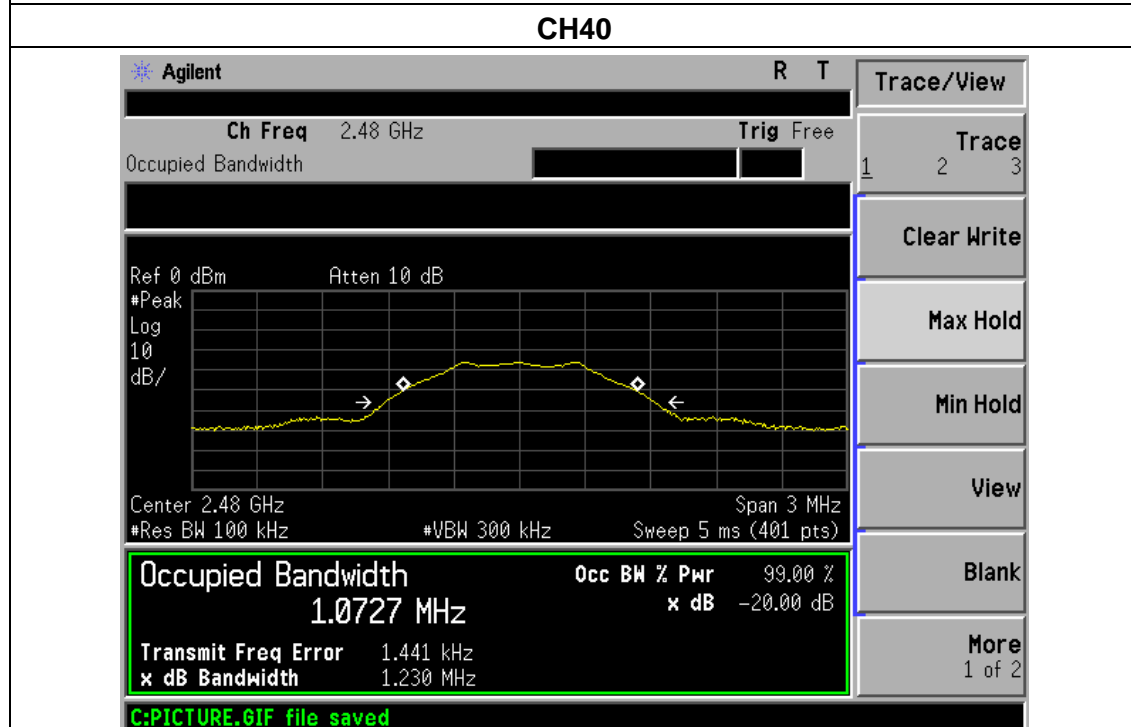 CH40
Agilent R T
Ch Freq 2.48 GHz Trig Free
Occupied Bandwidth
Ref 0 dBm Atten 10 dB
#Peak
Log
10
dB/
Center 2.48 GHz Span 3 MHz
#Res BW 100 kHz #VBW 300 kHz Sweep 5 ms (401 pts)
Occupied Bandwidth Occ BW % Pwr 99.00 %
1.0727 MHz x dB -20.00 dB
Transmit Freq Error 1.441 kHz
x dB Bandwidth 1.230 MHz
C:PICTURE.GIF file saved
Trace/View
Trace
1 2 3
Clear Write
Max Hold
Min Hold
View
Blank
More
1 of 2